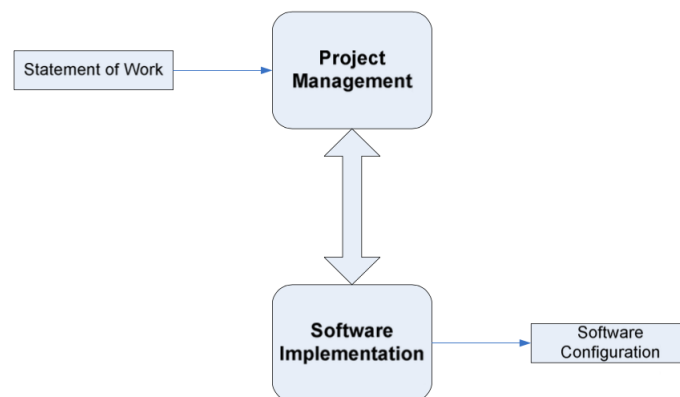 Project
Management
Statement of Work
Software
Implementation
Software
Configuration